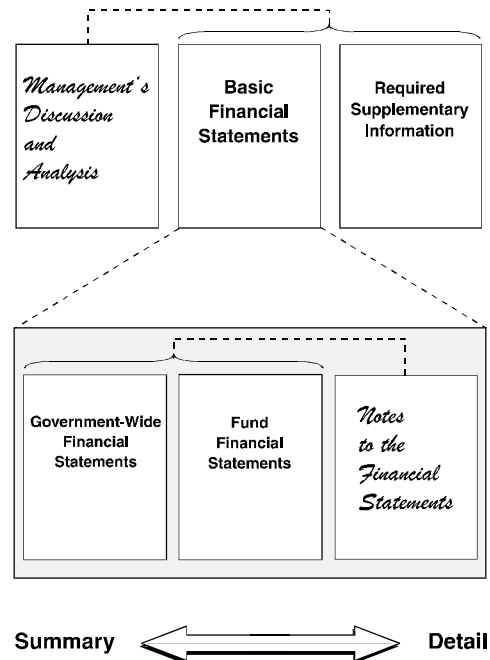 Management's
Discussion
and
Analysis
Basic
Financial
Statements
Required
Supplementary
Information
Government-Wide
Financial
Statements
Fund
Financial
Statements
Notes
to the
Financial
Statements
Summary
Detail